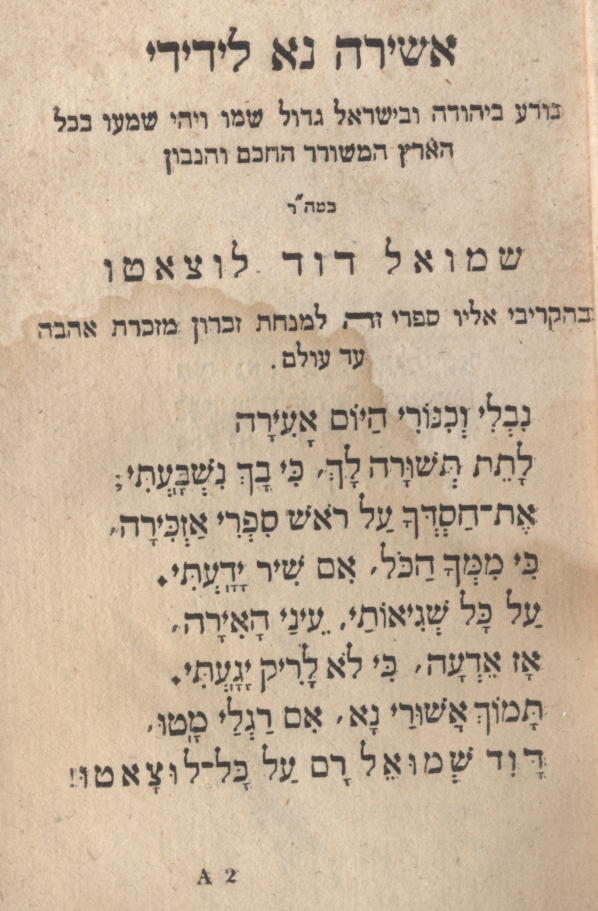 אשירה נא לידידי
נודע ביהודה ובישראל גדול שמו ויהי שמעו בכל
הארץ המשורר החכם והנבון
כמה״ר
שמואל דוד לוצאטו
בהקריבי אליו ספרי זה, למנחת זכרון מזכרת אהבה
עד עולם.
נִבְלִי וְכִנּוֹרִי הַיּוֹם אָעִירָה
לָתֵת תְּשׁוּרָה לָךְ, כִּי בָךְ נִשְׁבָּעְתִּי;
אֶת־חַסְדְּךָ עַל רֹאשׁ סִפְרִי אַזְכִּירָה,
כִּי מִמְּךָ הַכֹּל, אִם שִׁיר יָדָעְתִּי.
עַל כָּל שְׁגִיאוֹתַי, עֵינַי הָאִירָה,
אָז אֵדְעָה, כִּי לֹא לָרִיק יָגָעְתִּי.
תָּמוֹךְ אֲשׁוּרַי נָא, אִם רַגְלַי מָטוּ,
דָּוִד שְׁמוּאֵל רָם עַל כָּל־לוּצָאטוּ!
A 2